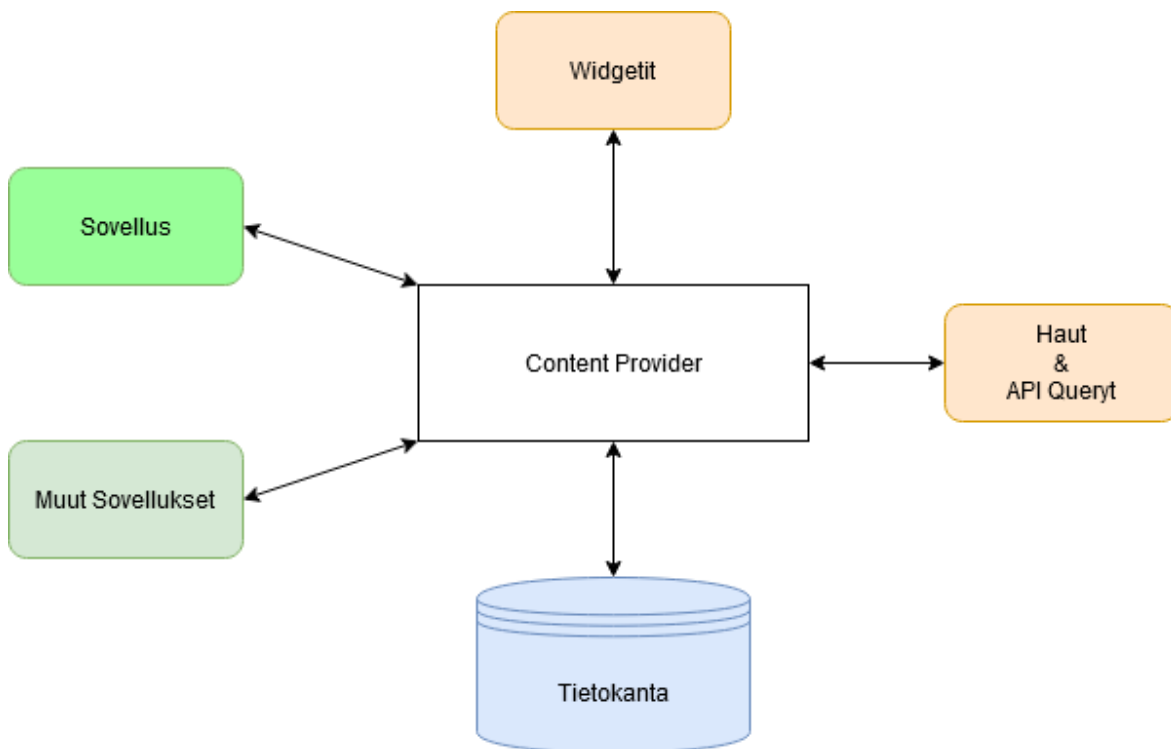 Widgetit
Sovellus
Content Provider
Haut
&
API Queryt
Muut Sovellukset
Tietokanta